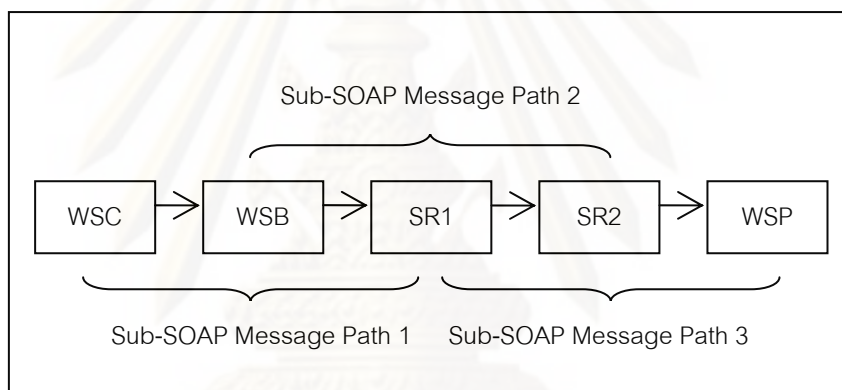 Sub-SOAP Message Path 2
WSC WSB SR1 SR2 WSP
Sub-SOAP Message Path 1 Sub-SOAP Message Path 3